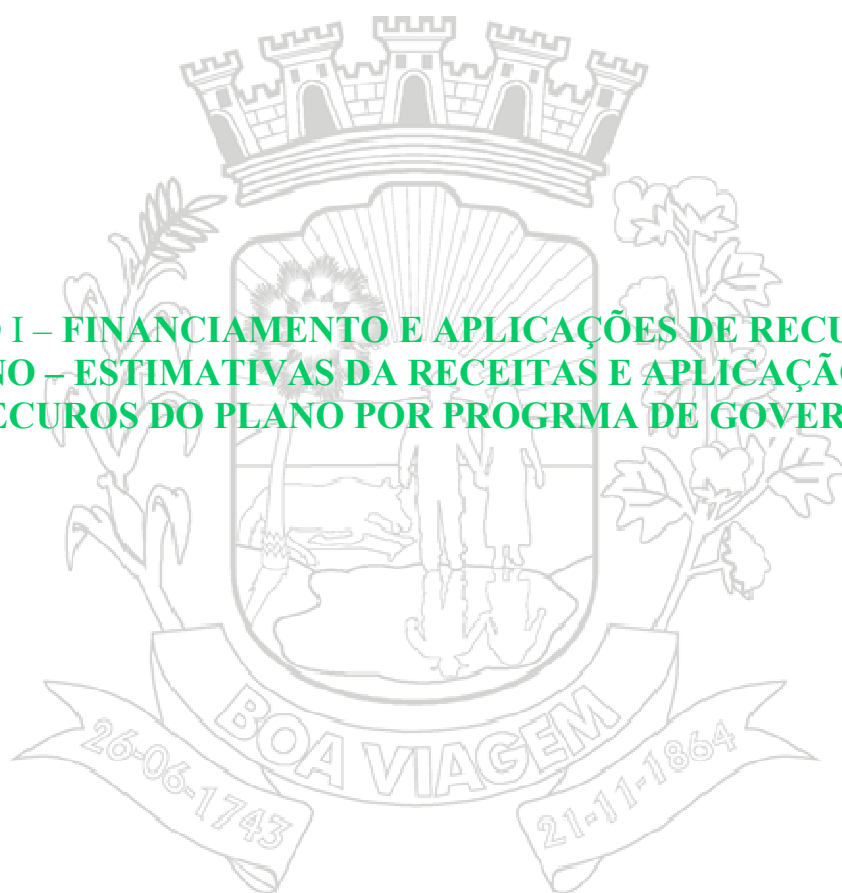 I – FINANCIAMENTO E APLICAÇÕES DE RECU
NO – ESTIMATIVAS DA RECEITAS E APLICAÇÃO
ECUROS DO PLANO POR PROGRMA DE GOVER
BOA VIAGEM
26-06-1743
21-11-1864